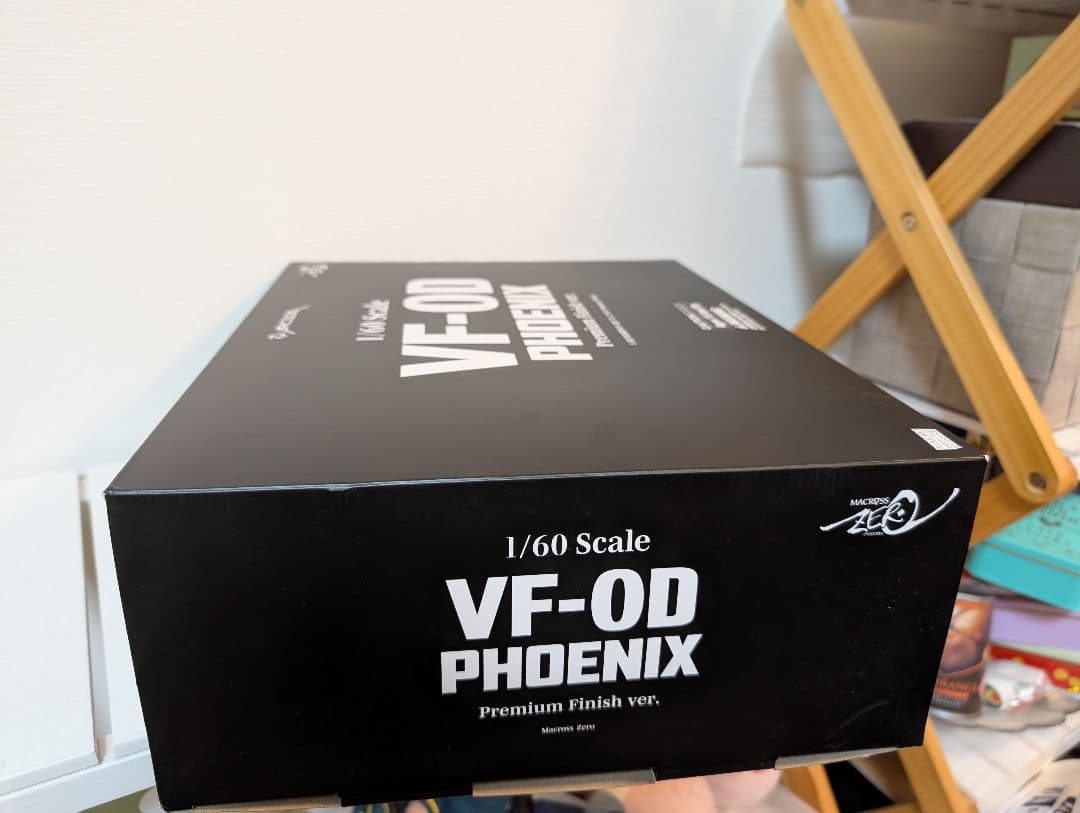 1/60 Scale
VF-0D
PHOENIX
Premium Finish ver.
1/60 Scale
VF-0D
PHOENIX
Premium Finish ver.
Macross Zero
MACROSS
ZERO